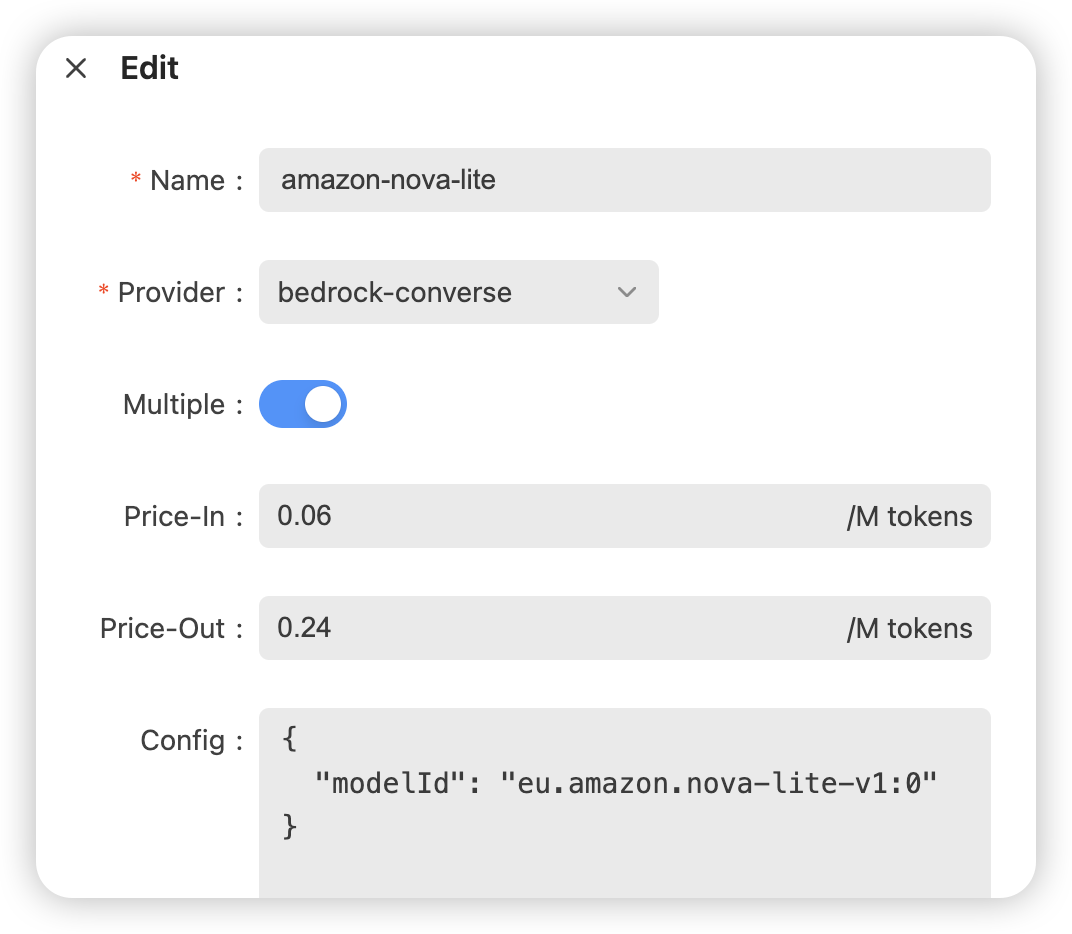 Edit
* Name : amazon-nova-lite
* Provider : bedrock-converse
Multiple :
Price-In : 0.06 /M tokens
Price-Out : 0.24 /M tokens
Config : {
"modelId": "eu.amazon.nova-lite-v1:0"
}